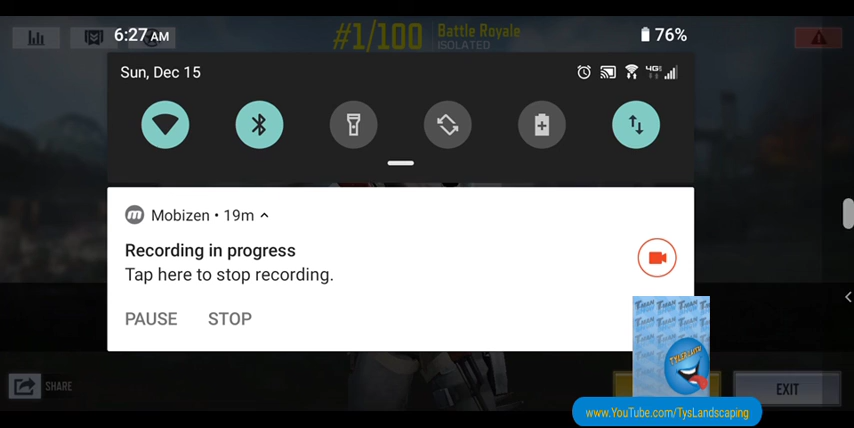 6:27 AM
#1/100
Battle Royale
ISOLATED
76%
Sun, Dec 15
4G
m Mobizen • 19m
Recording in progress
Tap here to stop recording.
PAUSE STOP
SHARE
EXIT
www.YouTube.com/TysLandscaping